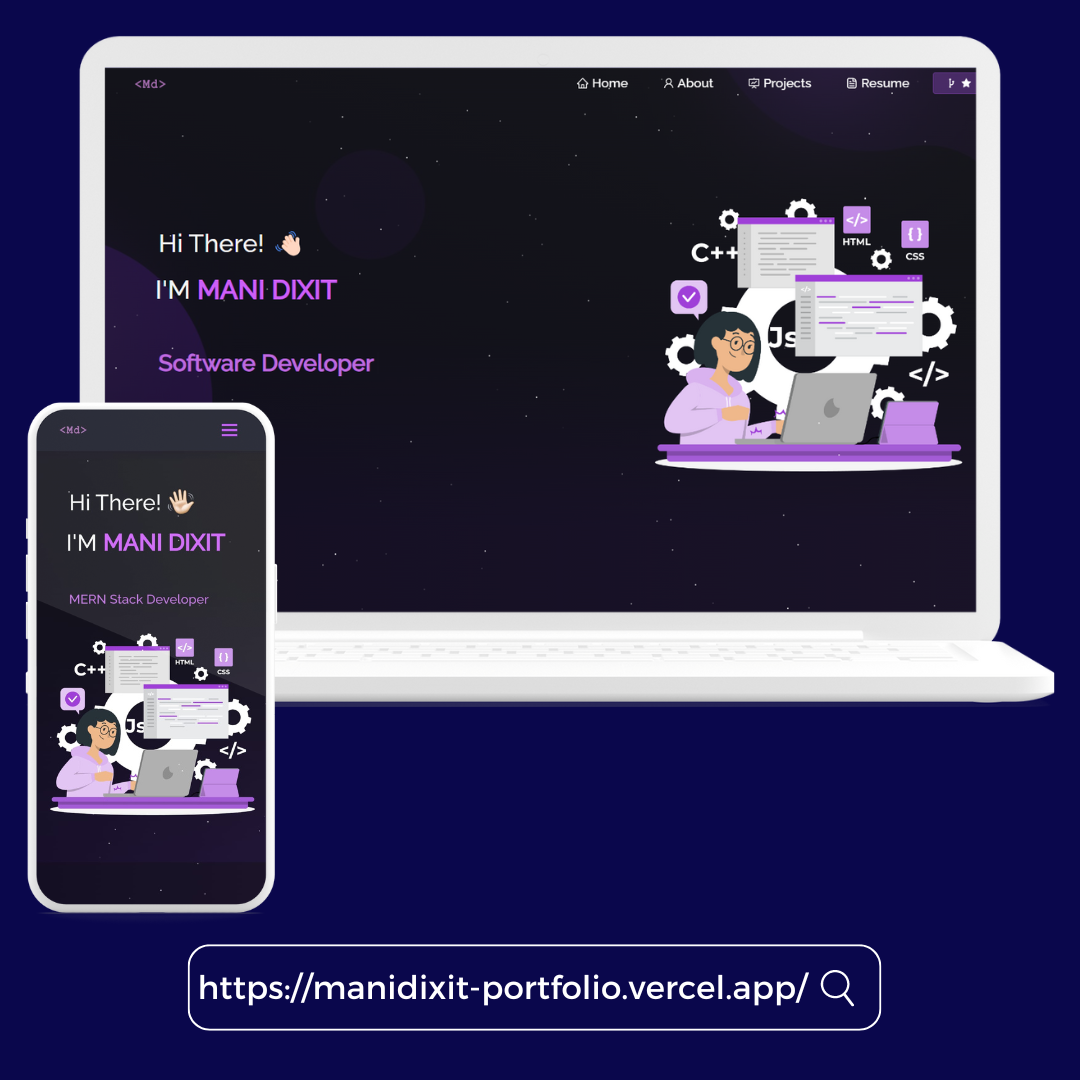 <Md>
Home About Projects Resume
Hi There!
I'M MANI DIXIT
Software Developer
C++
</>
HTML
{ }
CSS
</>
Js
</>
<Md>
Hi There!
I'M MANI DIXIT
MERN Stack Developer
C++
</>
HTML
{ }
CSS
Js
</>
https://manidixit-portfolio.vercel.app/